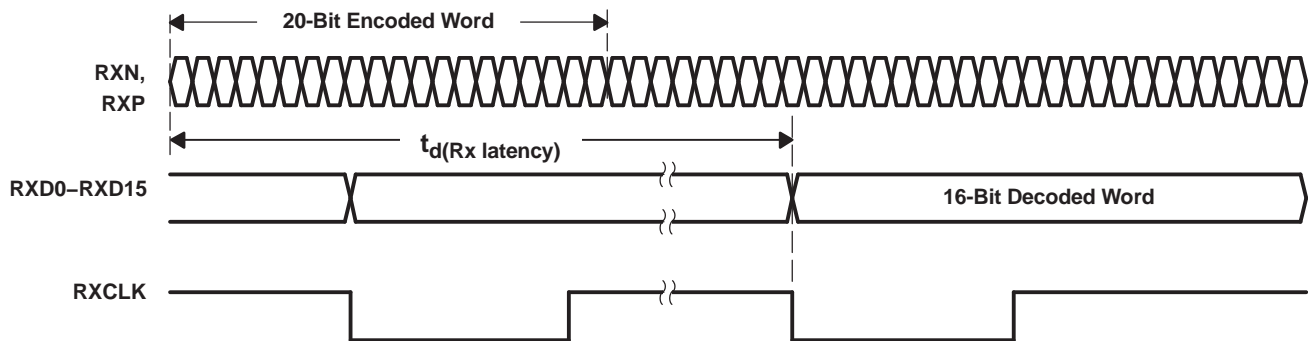 20-Bit Encoded Word
RXN,
RXP
td(Rx latency)
RXD0–RXD15
16-Bit Decoded Word
RXCLK